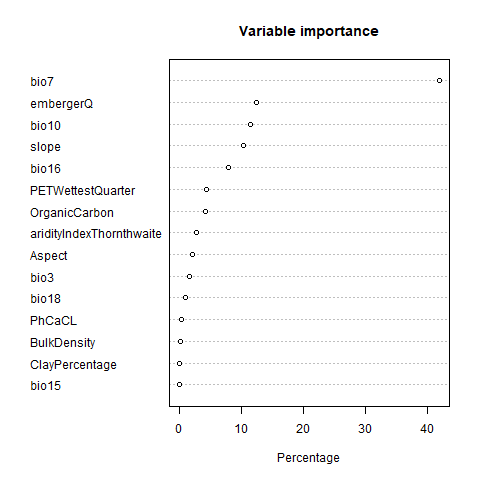 Variable importance
bio7
embergerQ
bio10
slope
bio16
PETWettestQuarter
OrganicCarbon
aridityIndexThornthwaite
Aspect
bio3
bio18
PhCaCL
BulkDensity
ClayPercentage
bio15
0 10 20 30 40
Percentage